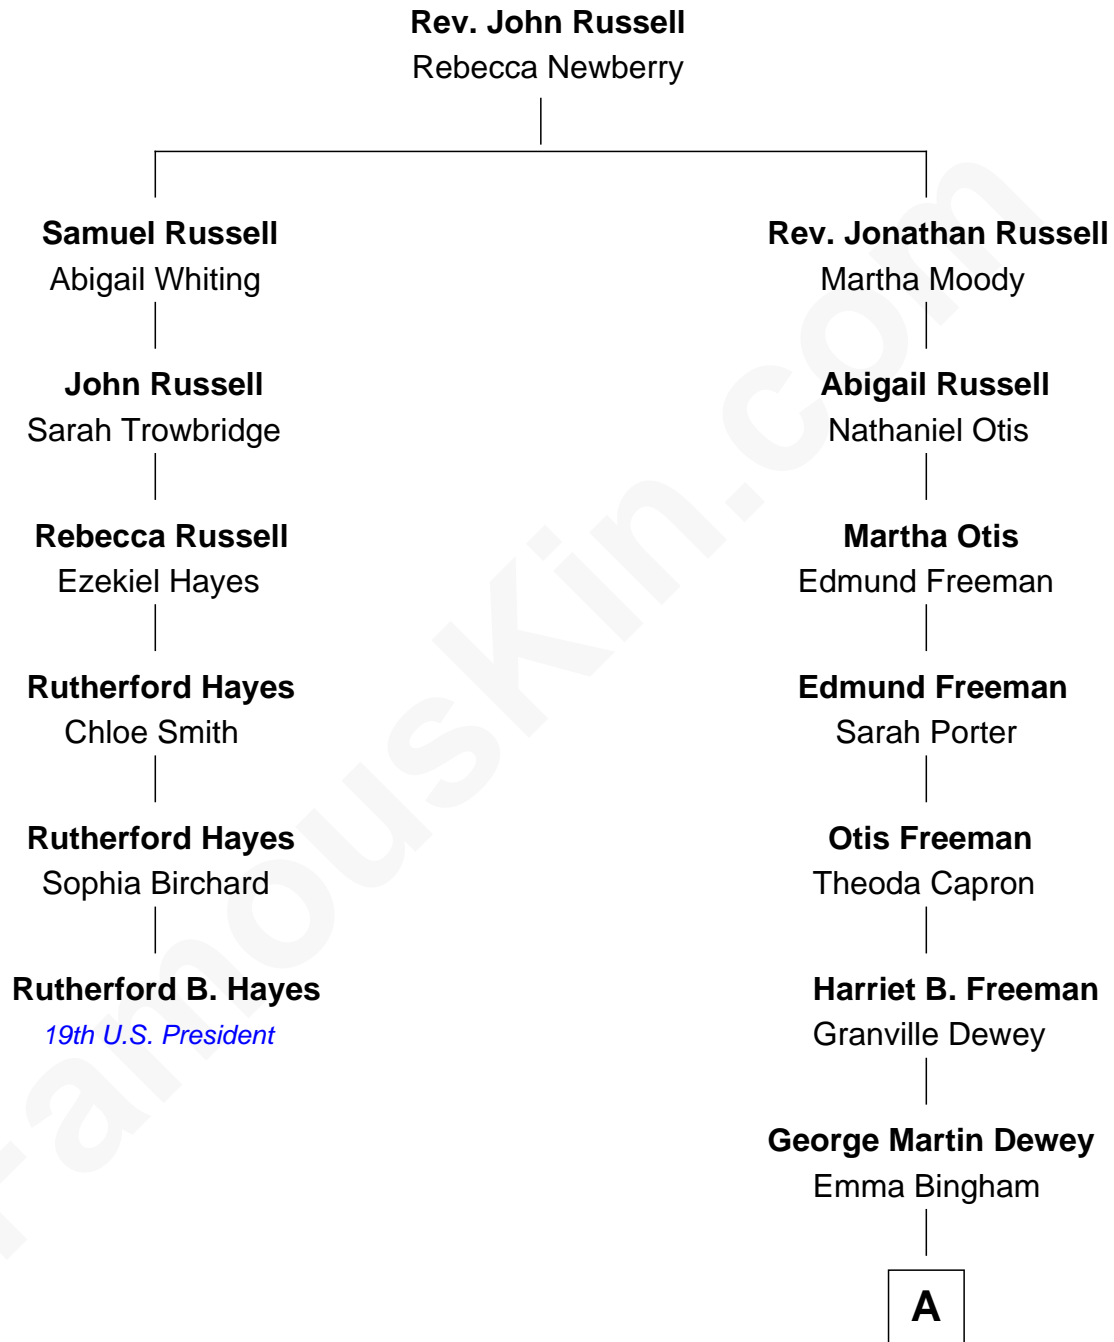 Rev. John Russell
Rebecca Newberry
Samuel Russell
Abigail Whiting
John Russell
Sarah Trowbridge
Rebecca Russell
Ezekiel Hayes
Rutherford Hayes
Chloe Smith
Rutherford Hayes
Sophia Birchard
Rutherford B. Hayes
19th U.S. President
Rev. Jonathan Russell
Martha Moody
Abigail Russell
Nathaniel Otis
Martha Otis
Edmund Freeman
Edmund Freeman
Sarah Porter
Otis Freeman
Theoda Capron
Harriet B. Freeman
Granville Dewey
George Martin Dewey
Emma Bingham
A
FamousKin.com